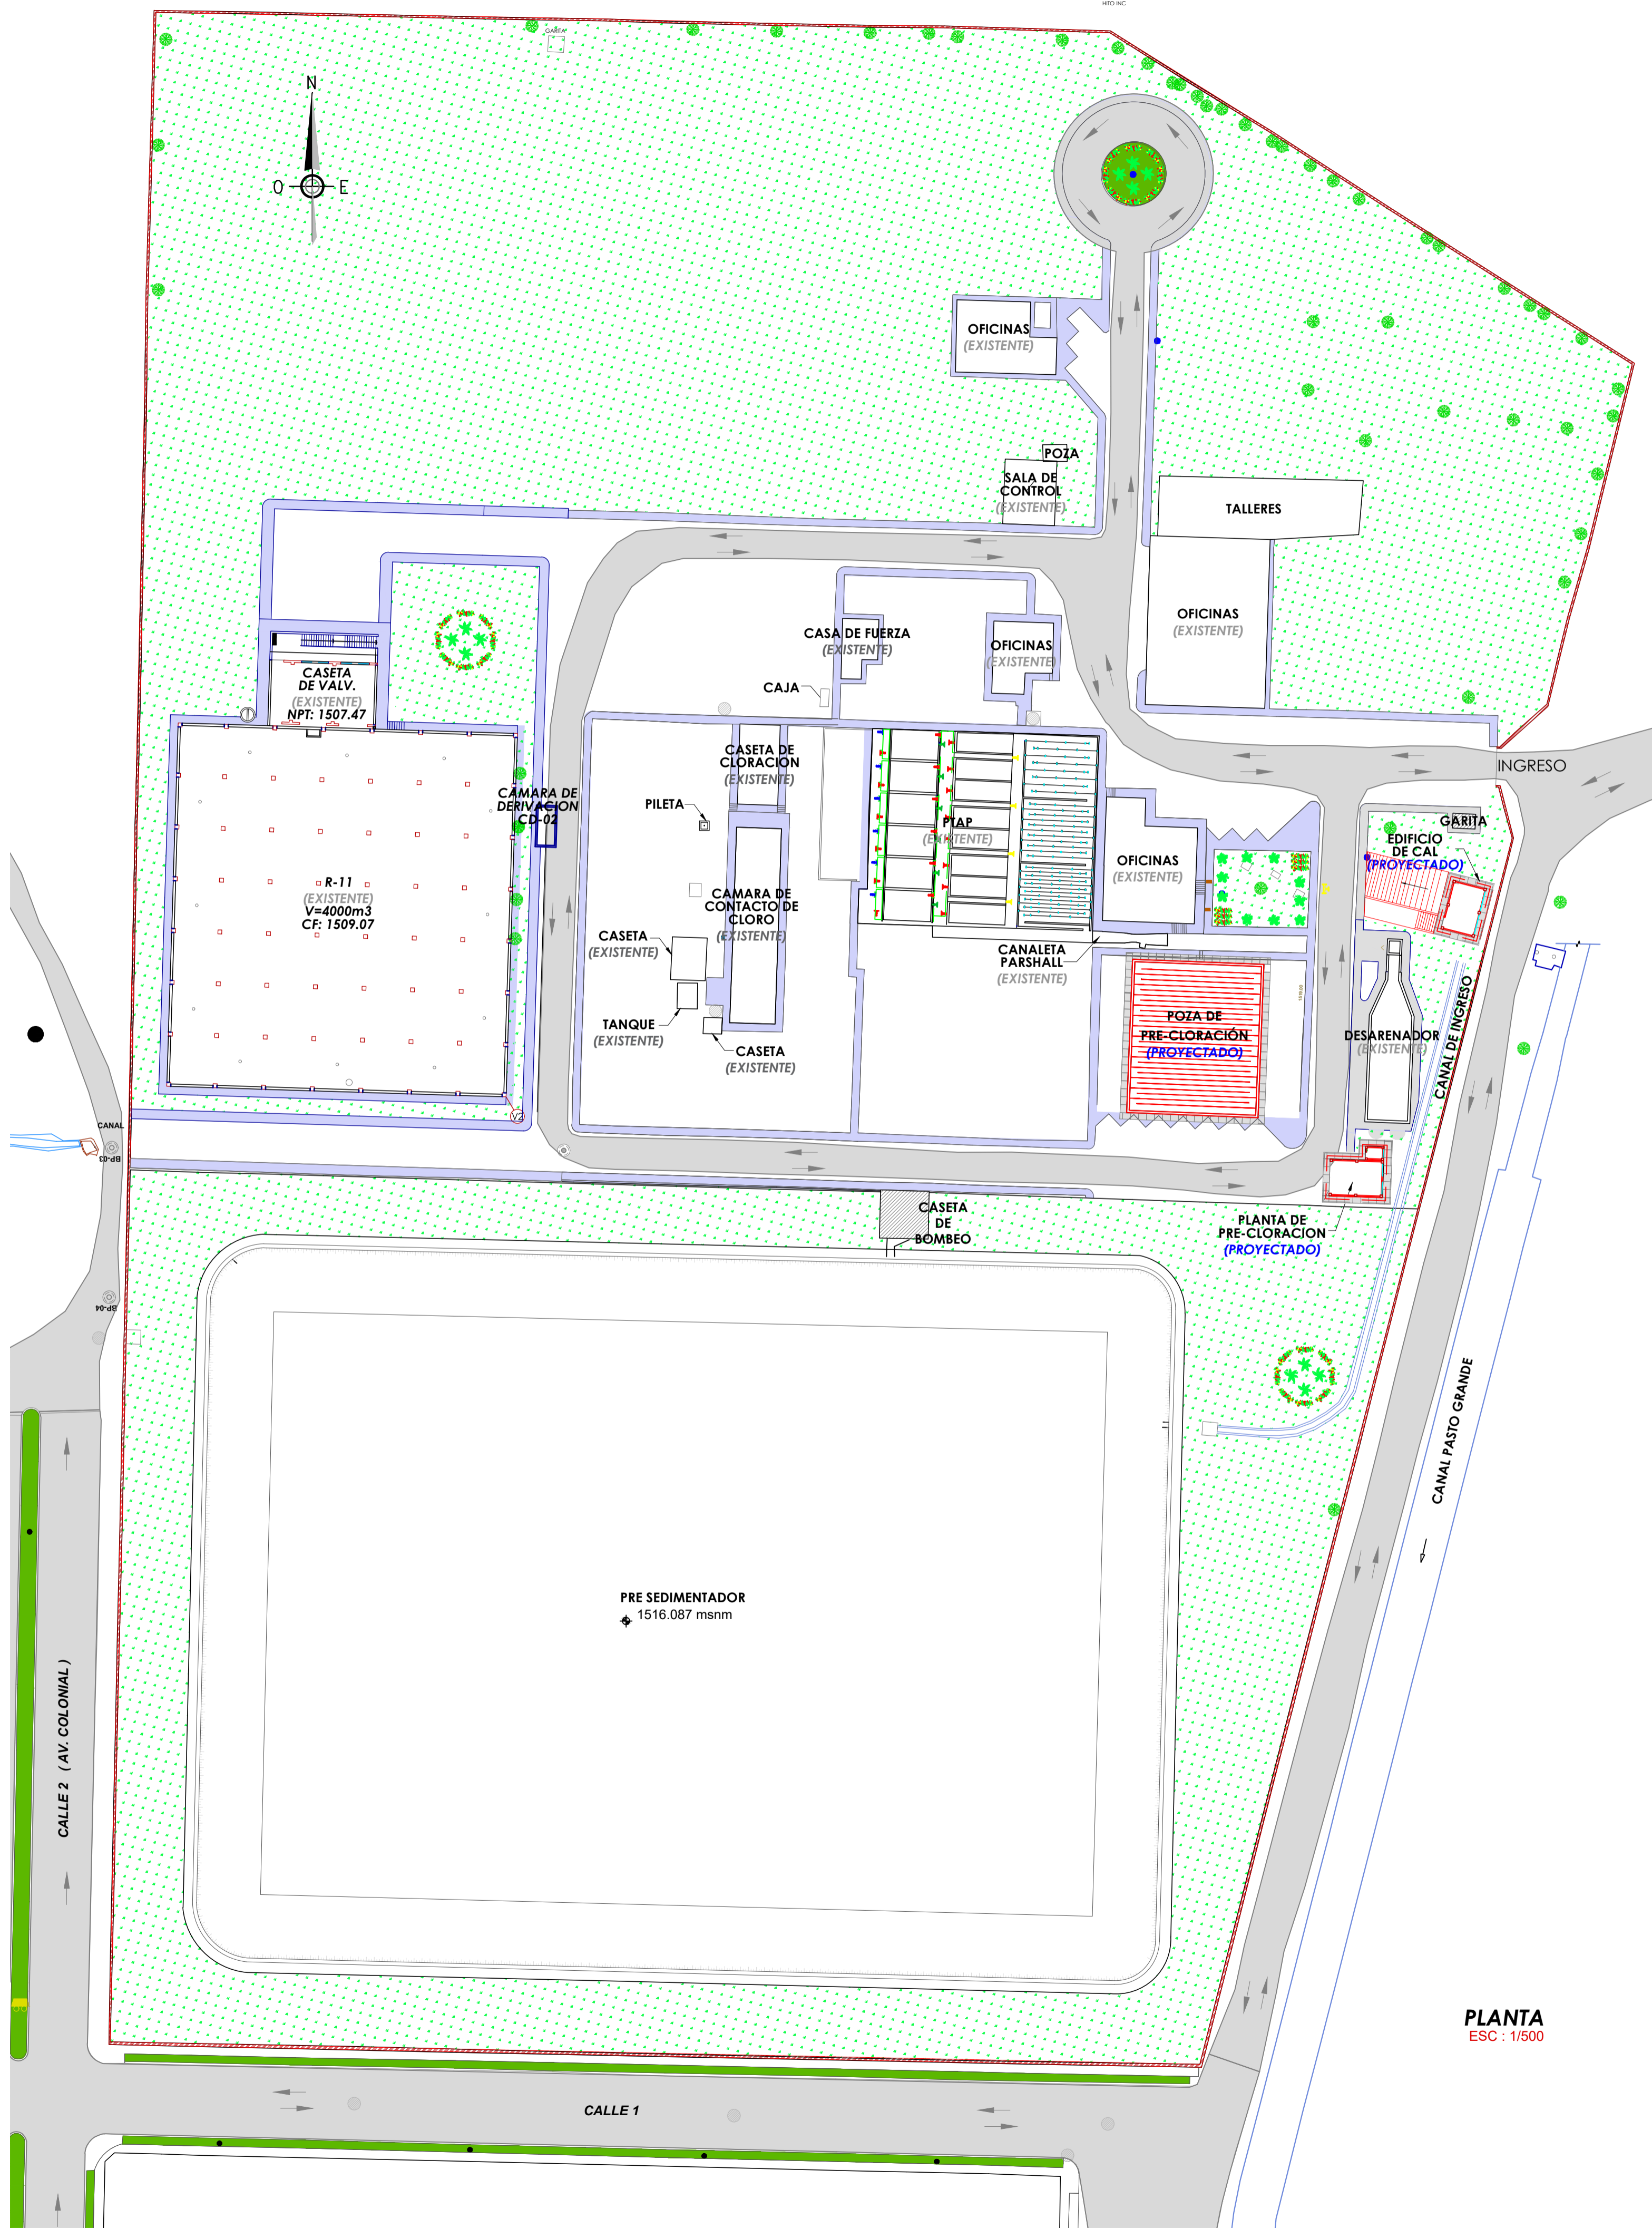 HITO INC
GARITA
N
O
E
OFICINAS
(EXISTENTE)
POZA
SALA DE
CONTROL
(EXISTENTE)
TALLERES
OFICINAS
(EXISTENTE)
CASA DE FUERZA
(EXISTENTE)
OFICINAS
(EXISTENTE)
CAJA
CASETA
DE VALV.
(EXISTENTE)
NPT: 1507.47
CASETA DE
CLORACIÓN
(EXISTENTE)
PILETA
CAMARA DE
DERIVACION
CD-02
PTAP
(EXISTENTE)
INGRESO
GARITA
EDIFICIO
DE CAL
(PROYECTADO)
OFICINAS
(EXISTENTE)
R-11
(EXISTENTE)
V=4000m3
CF: 1509.07
CAMARA DE
CONTACTO DE
CLORO
(EXISTENTE)
CASETA
(EXISTENTE)
CANALETA
PARSHALL
(EXISTENTE)
TANQUE
(EXISTENTE)
CASETA
(EXISTENTE)
POZA DE
PRE-CLORACIÓN
(PROYECTADO)
DESARENADOR
(EXISTENTE)
CANAL DE INGRESO
V2
CANAL
BP-03
BP-04
CASETA
DE
BOMBEO
PLANTA DE
PRE-CLORACION
(PROYECTADO)
CANAL PASTO GRANDE
PRE SEDIMENTADOR
1516.087 msnm
CALLE 2 ( AV. COLONIAL )
CALLE 1
PLANTA
ESC : 1/500